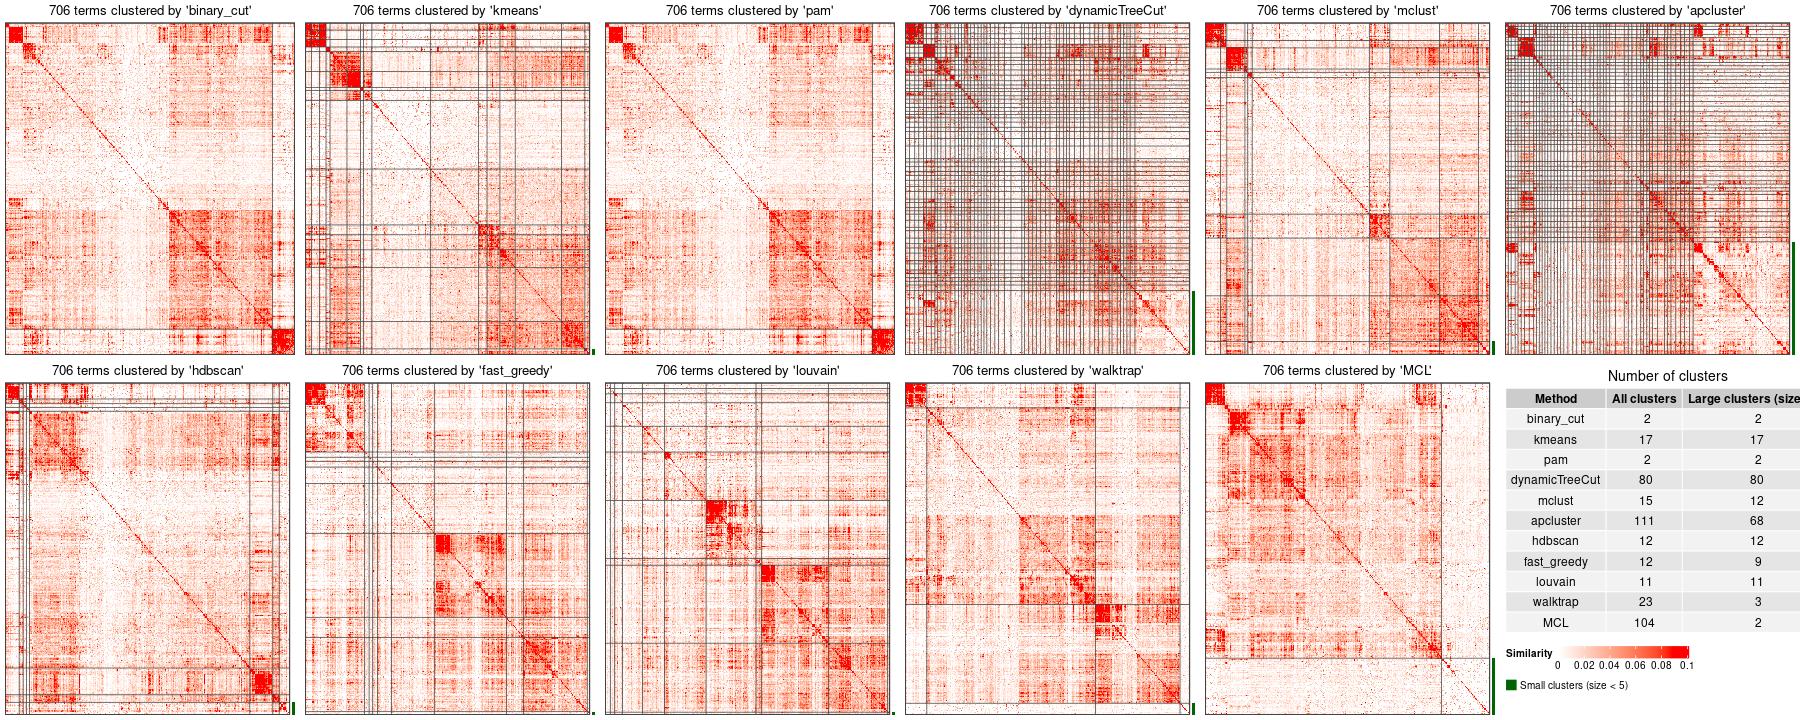 706 terms clustered by 'binary_cut'
706 terms clustered by 'kmeans'
706 terms clustered by 'pam'
706 terms clustered by 'dynamicTreeCut'
706 terms clustered by 'mclust'
706 terms clustered by 'apcluster'
706 terms clustered by 'hdbscan'
706 terms clustered by 'fast_greedy'
706 terms clustered by 'louvain'
706 terms clustered by 'walktrap'
706 terms clustered by 'MCL'
Number of clusters
Method All clusters Large clusters (size
binary_cut 2 2
kmeans 17 17
pam 2 2
dynamicTreeCut 80 80
mclust 15 12
apcluster 111 68
hdbscan 12 12
fast_greedy 12 9
louvain 11 11
walktrap 23 3
MCL 104 2
Similarity
0 0.02 0.04 0.06 0.08 0.1
Small clusters (size < 5)